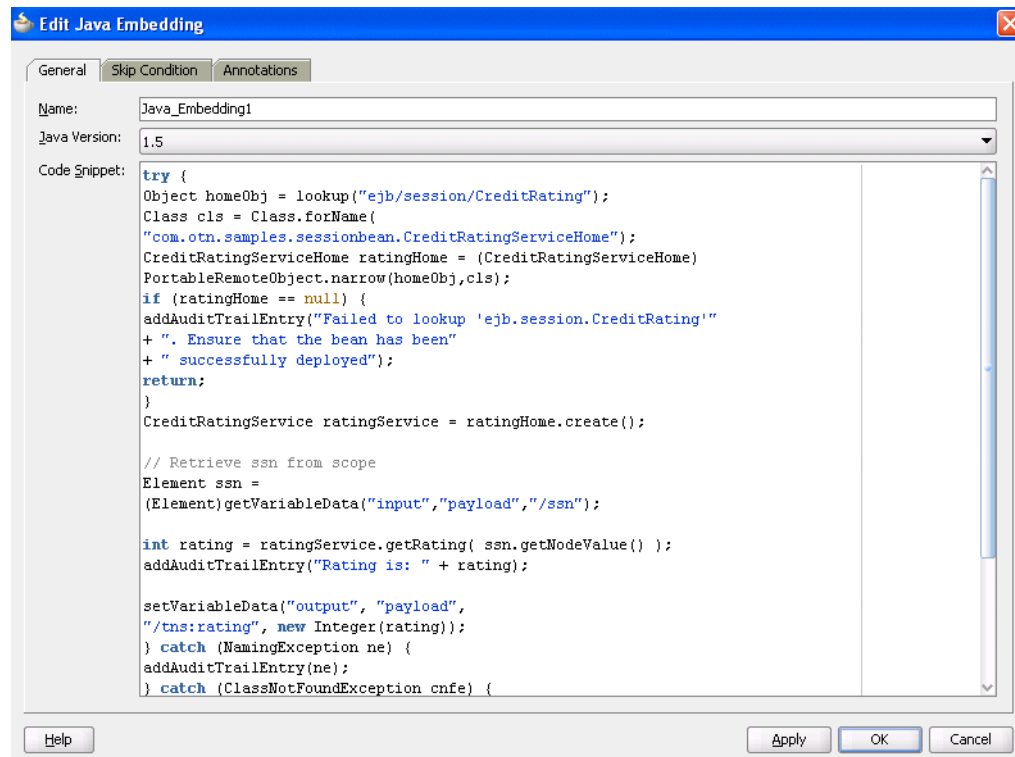 Edit Java Embedding
General Skip Condition Annotations
Name: Java_Embedding1
Java Version: 1.5
Code Snippet: try {
Object homeObj = lookup("ejb/session/CreditRating");
Class cls = Class.forName(
"com.otn.samples.sessionbean.CreditRatingServiceHome");
CreditRatingServiceHome ratingHome = (CreditRatingServiceHome)
PortableRemoteObject.narrow(homeObj,cls);
if (ratingHome == null) {
addAuditTrailEntry("Failed to lookup 'ejb.session.CreditRating'"
+ ". Ensure that the bean has been"
+ " successfully deployed");
return;
}
CreditRatingService ratingService = ratingHome.create();
// Retrieve ssn from scope
Element ssn =
(Element)getVariableData("input","payload","/ssn");
int rating = ratingService.getRating( ssn.getNodeValue() );
addAuditTrailEntry("Rating is: " + rating);
setVariableData("output", "payload",
"/tns:rating", new Integer(rating));
} catch (NamingException ne) {
addAuditTrailEntry(ne);
} catch (ClassNotFoundException cnfe) {
Help Apply OK Cancel